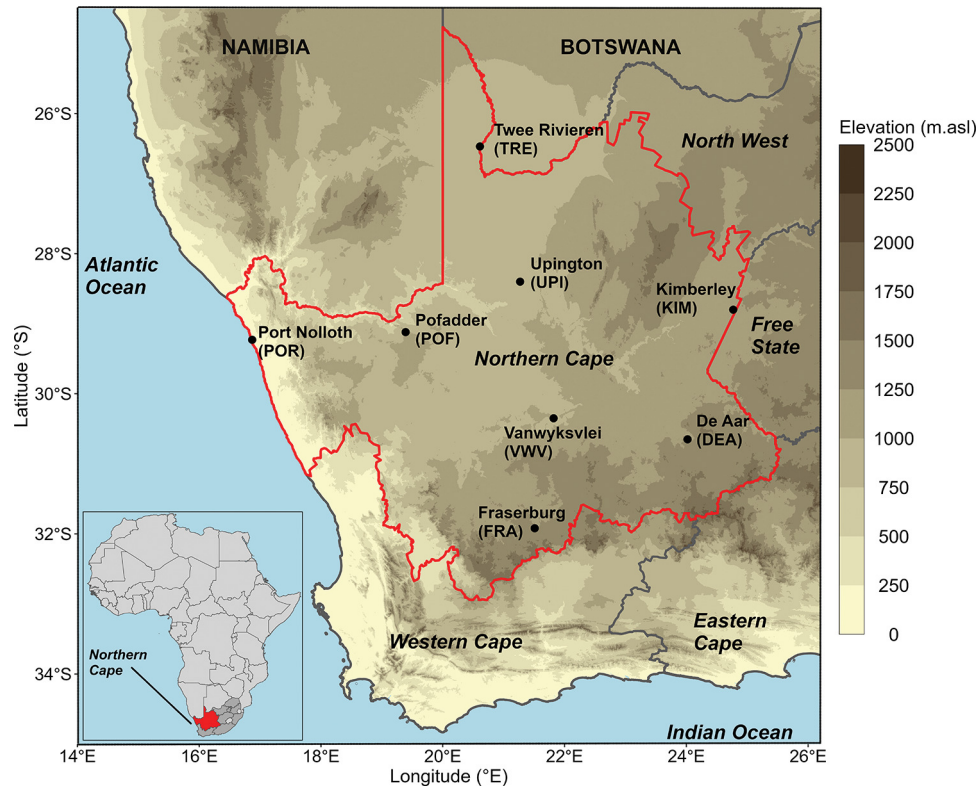 NAMIBIA
BOTSWANA
26°S
28°S
30°S
32°S
34°S
Latitude (°S)
14°E
16°E
18°E
20°E
22°E
24°E
26°E
Longitude (°E)
Twee Rivieren
(TRE)
North West
Atlantic
Ocean
Upington
(UPI)
Kimberley
(KIM)
Port Nolloth
(POR)
Pofadder
(POF)
Northern Cape
Free
State
Vanwyksvlei
(VWV)
De Aar
(DEA)
Fraserburg
(FRA)
Western Cape
Eastern
Cape
Indian Ocean
Northern
Cape
Elevation (m.asl)
2500
2250
2000
1750
1500
1250
1000
750
500
250
0